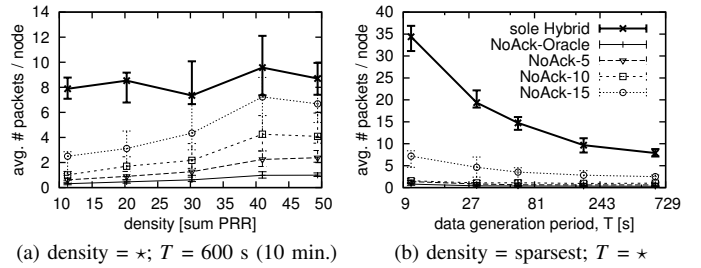 avg. # packets / node
14
12
10
8
6
4
2
0
10 15 20 25 30 35 40 45 50
density [sum PRR]
(a) density = ⋆; T = 600 s (10 min.)
avg. # packets / node
40
35
30
25
20
15
10
5
0
sole Hybrid
NoAck-Oracle
NoAck-5
NoAck-10
NoAck-15
9 27 81 243 729
data generation period, T [s]
(b) density = sparsest; T = ⋆